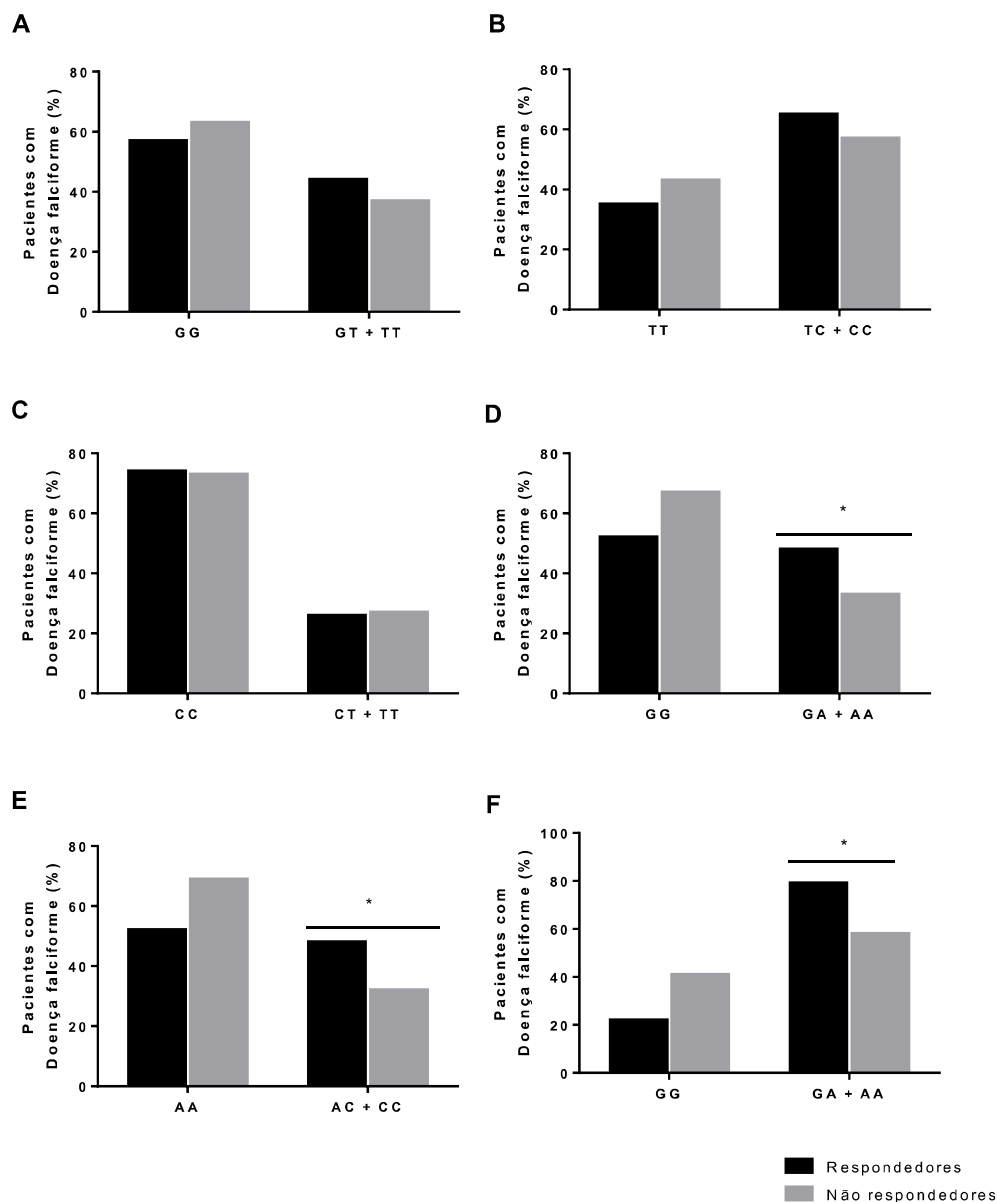 A
Pacientes com
Doença falciforme (%)
80
60
40
20
0
GG
GT + TT
B
Pacientes com
Doença falciforme (%)
80
60
40
20
0
TT
TC + CC
C
Pacientes com
Doença falciforme (%)
80
60
40
20
0
CC
CT + TT
D
Pacientes com
Doença falciforme (%)
80
60
40
20
0
*
GG
GA + AA
E
Pacientes com
Doença falciforme (%)
80
60
40
20
0
*
AA
AC + CC
F
Pacientes com
Doença falciforme (%)
100
80
60
40
20
0
*
GG
GA + AA
Respondedores
Não respondedores